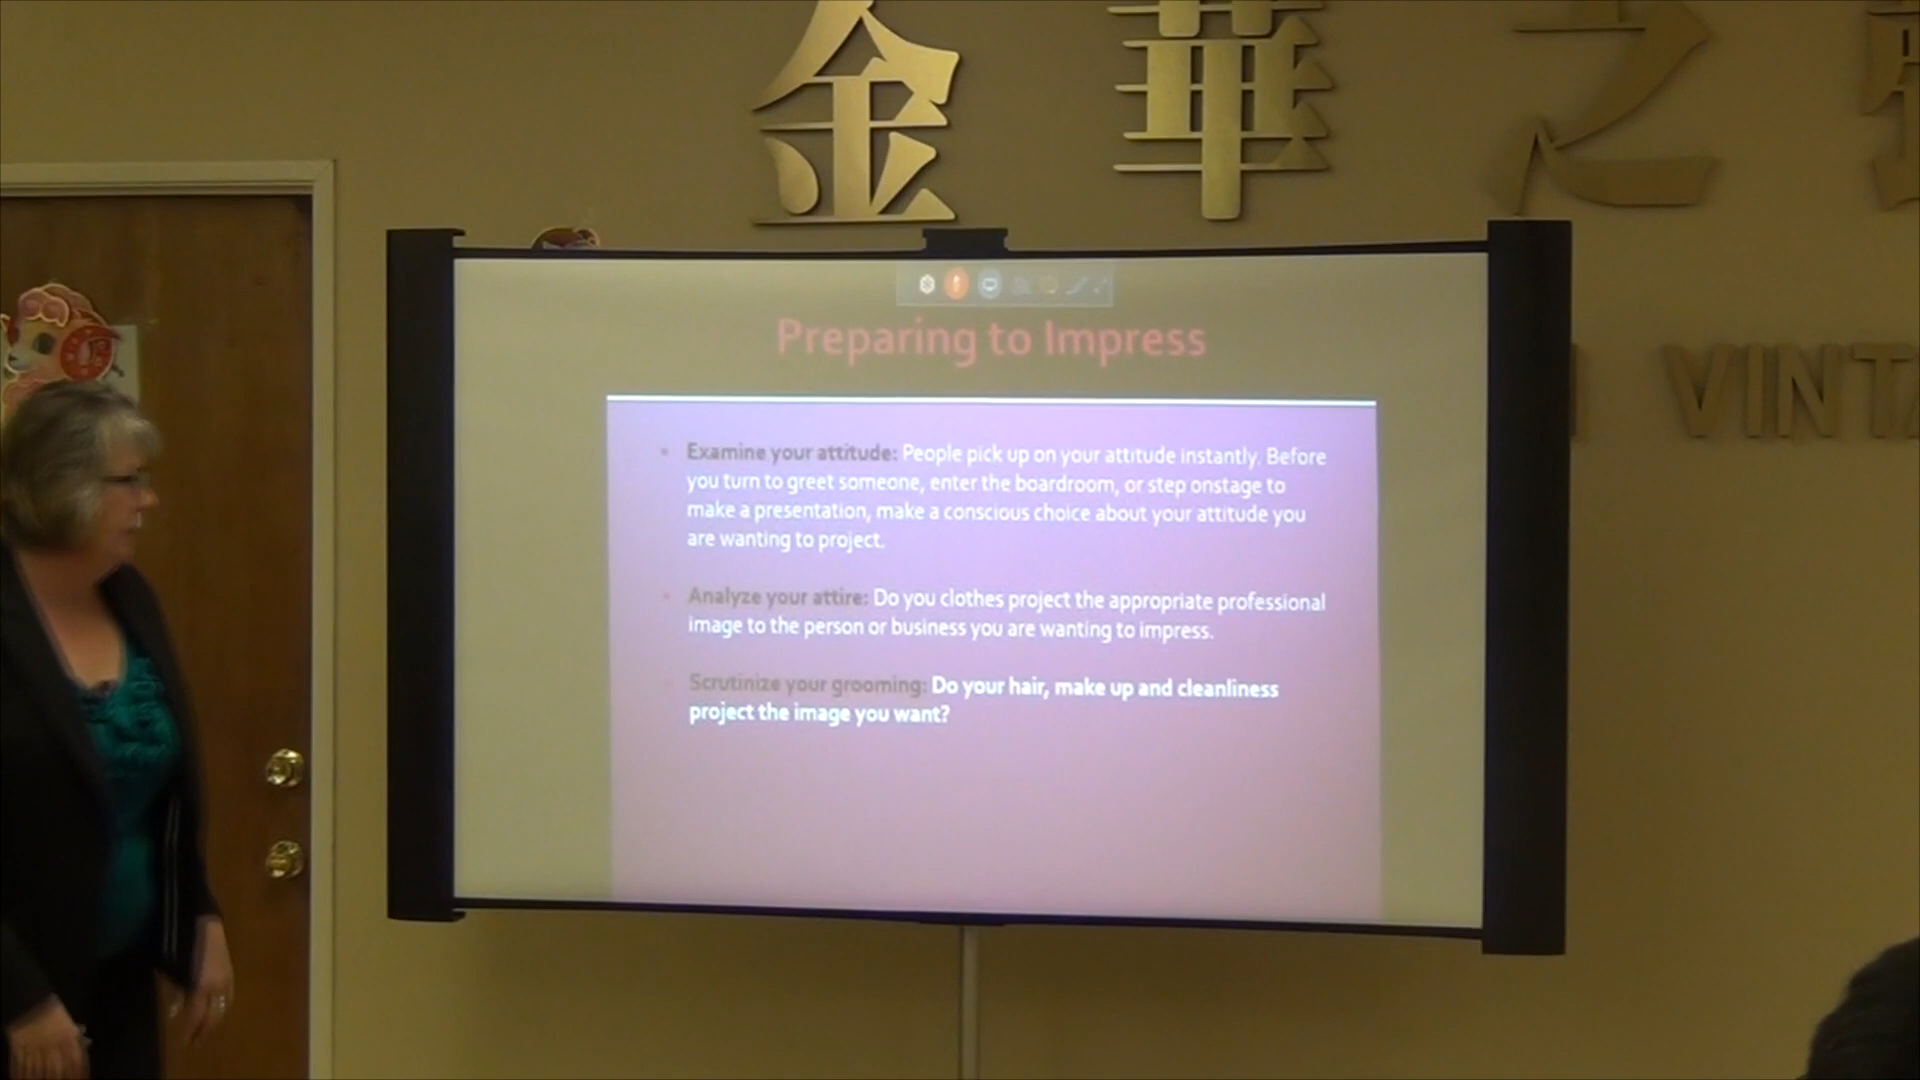 金 華 之
VINTA
Preparing to Impress
Examine your attitude: People pick up on your attitude instantly. Before
you turn to greet someone, enter the boardroom, or step onstage to
make a presentation, make a conscious choice about your attitude you
are wanting to project.
Analyze your attire: Do you clothes project the appropriate professional
image to the person or business you are wanting to impress.
Scrutinize your grooming: Do your hair, make up and cleanliness
project the image you want?